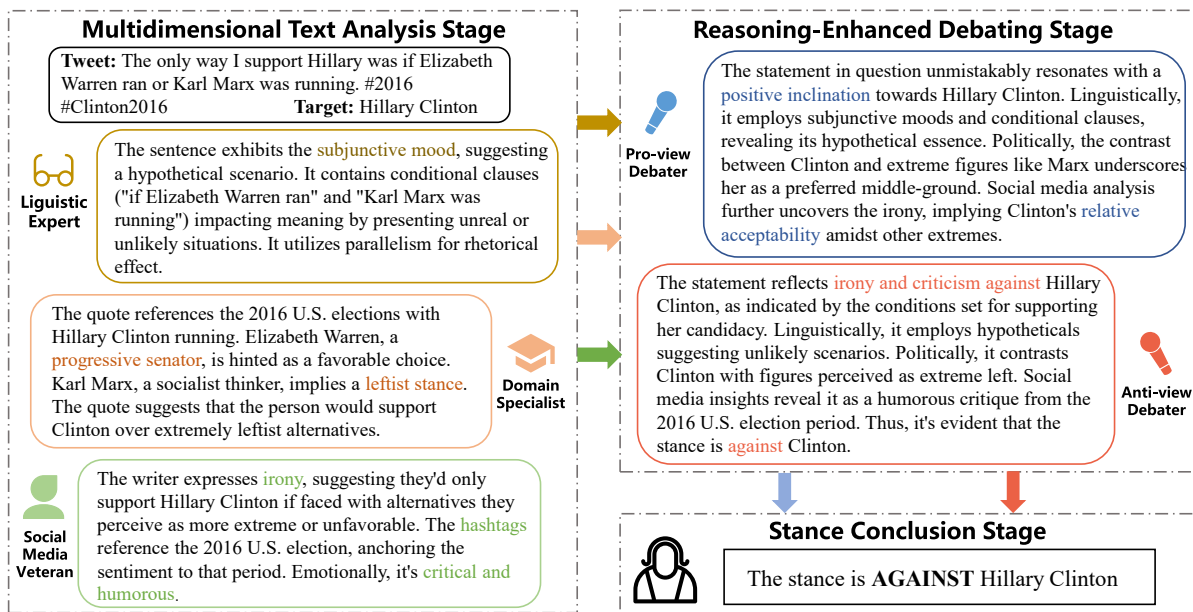 Multidimensional Text Analysis Stage
Tweet: The only way I support Hillary was if Elizabeth
Warren ran or Karl Marx was running. #2016
#Clinton2016 Target: Hillary Clinton
Liguistic
Expert
The sentence exhibits the subjunctive mood, suggesting
a hypothetical scenario. It contains conditional clauses
("if Elizabeth Warren ran" and "Karl Marx was
running") impacting meaning by presenting unreal or
unlikely situations. It utilizes parallelism for rhetorical
effect.
The quote references the 2016 U.S. elections with
Hillary Clinton running. Elizabeth Warren, a
progressive senator, is hinted as a favorable choice.
Karl Marx, a socialist thinker, implies a leftist stance.
The quote suggests that the person would support
Clinton over extremely leftist alternatives.
Domain
Specialist
Social
Media
Veteran
The writer expresses irony, suggesting they'd only
support Hillary Clinton if faced with alternatives they
perceive as more extreme or unfavorable. The hashtags
reference the 2016 U.S. election, anchoring the
sentiment to that period. Emotionally, it's critical and
humorous.
Reasoning-Enhanced Debating Stage
Pro-view
Debater
The statement in question unmistakably resonates with a
positive inclination towards Hillary Clinton. Linguistically,
it employs subjunctive moods and conditional clauses,
revealing its hypothetical essence. Politically, the contrast
between Clinton and extreme figures like Marx underscores
her as a preferred middle-ground. Social media analysis
further uncovers the irony, implying Clinton's relative
acceptability amidst other extremes.
The statement reflects irony and criticism against Hillary
Clinton, as indicated by the conditions set for supporting
her candidacy. Linguistically, it employs hypotheticals
suggesting unlikely scenarios. Politically, it contrasts
Clinton with figures perceived as extreme left. Social
media insights reveal it as a humorous critique from the
2016 U.S. election period. Thus, it's evident that the
stance is against Clinton.
Anti-view
Debater
Stance Conclusion Stage
The stance is AGAINST Hillary Clinton